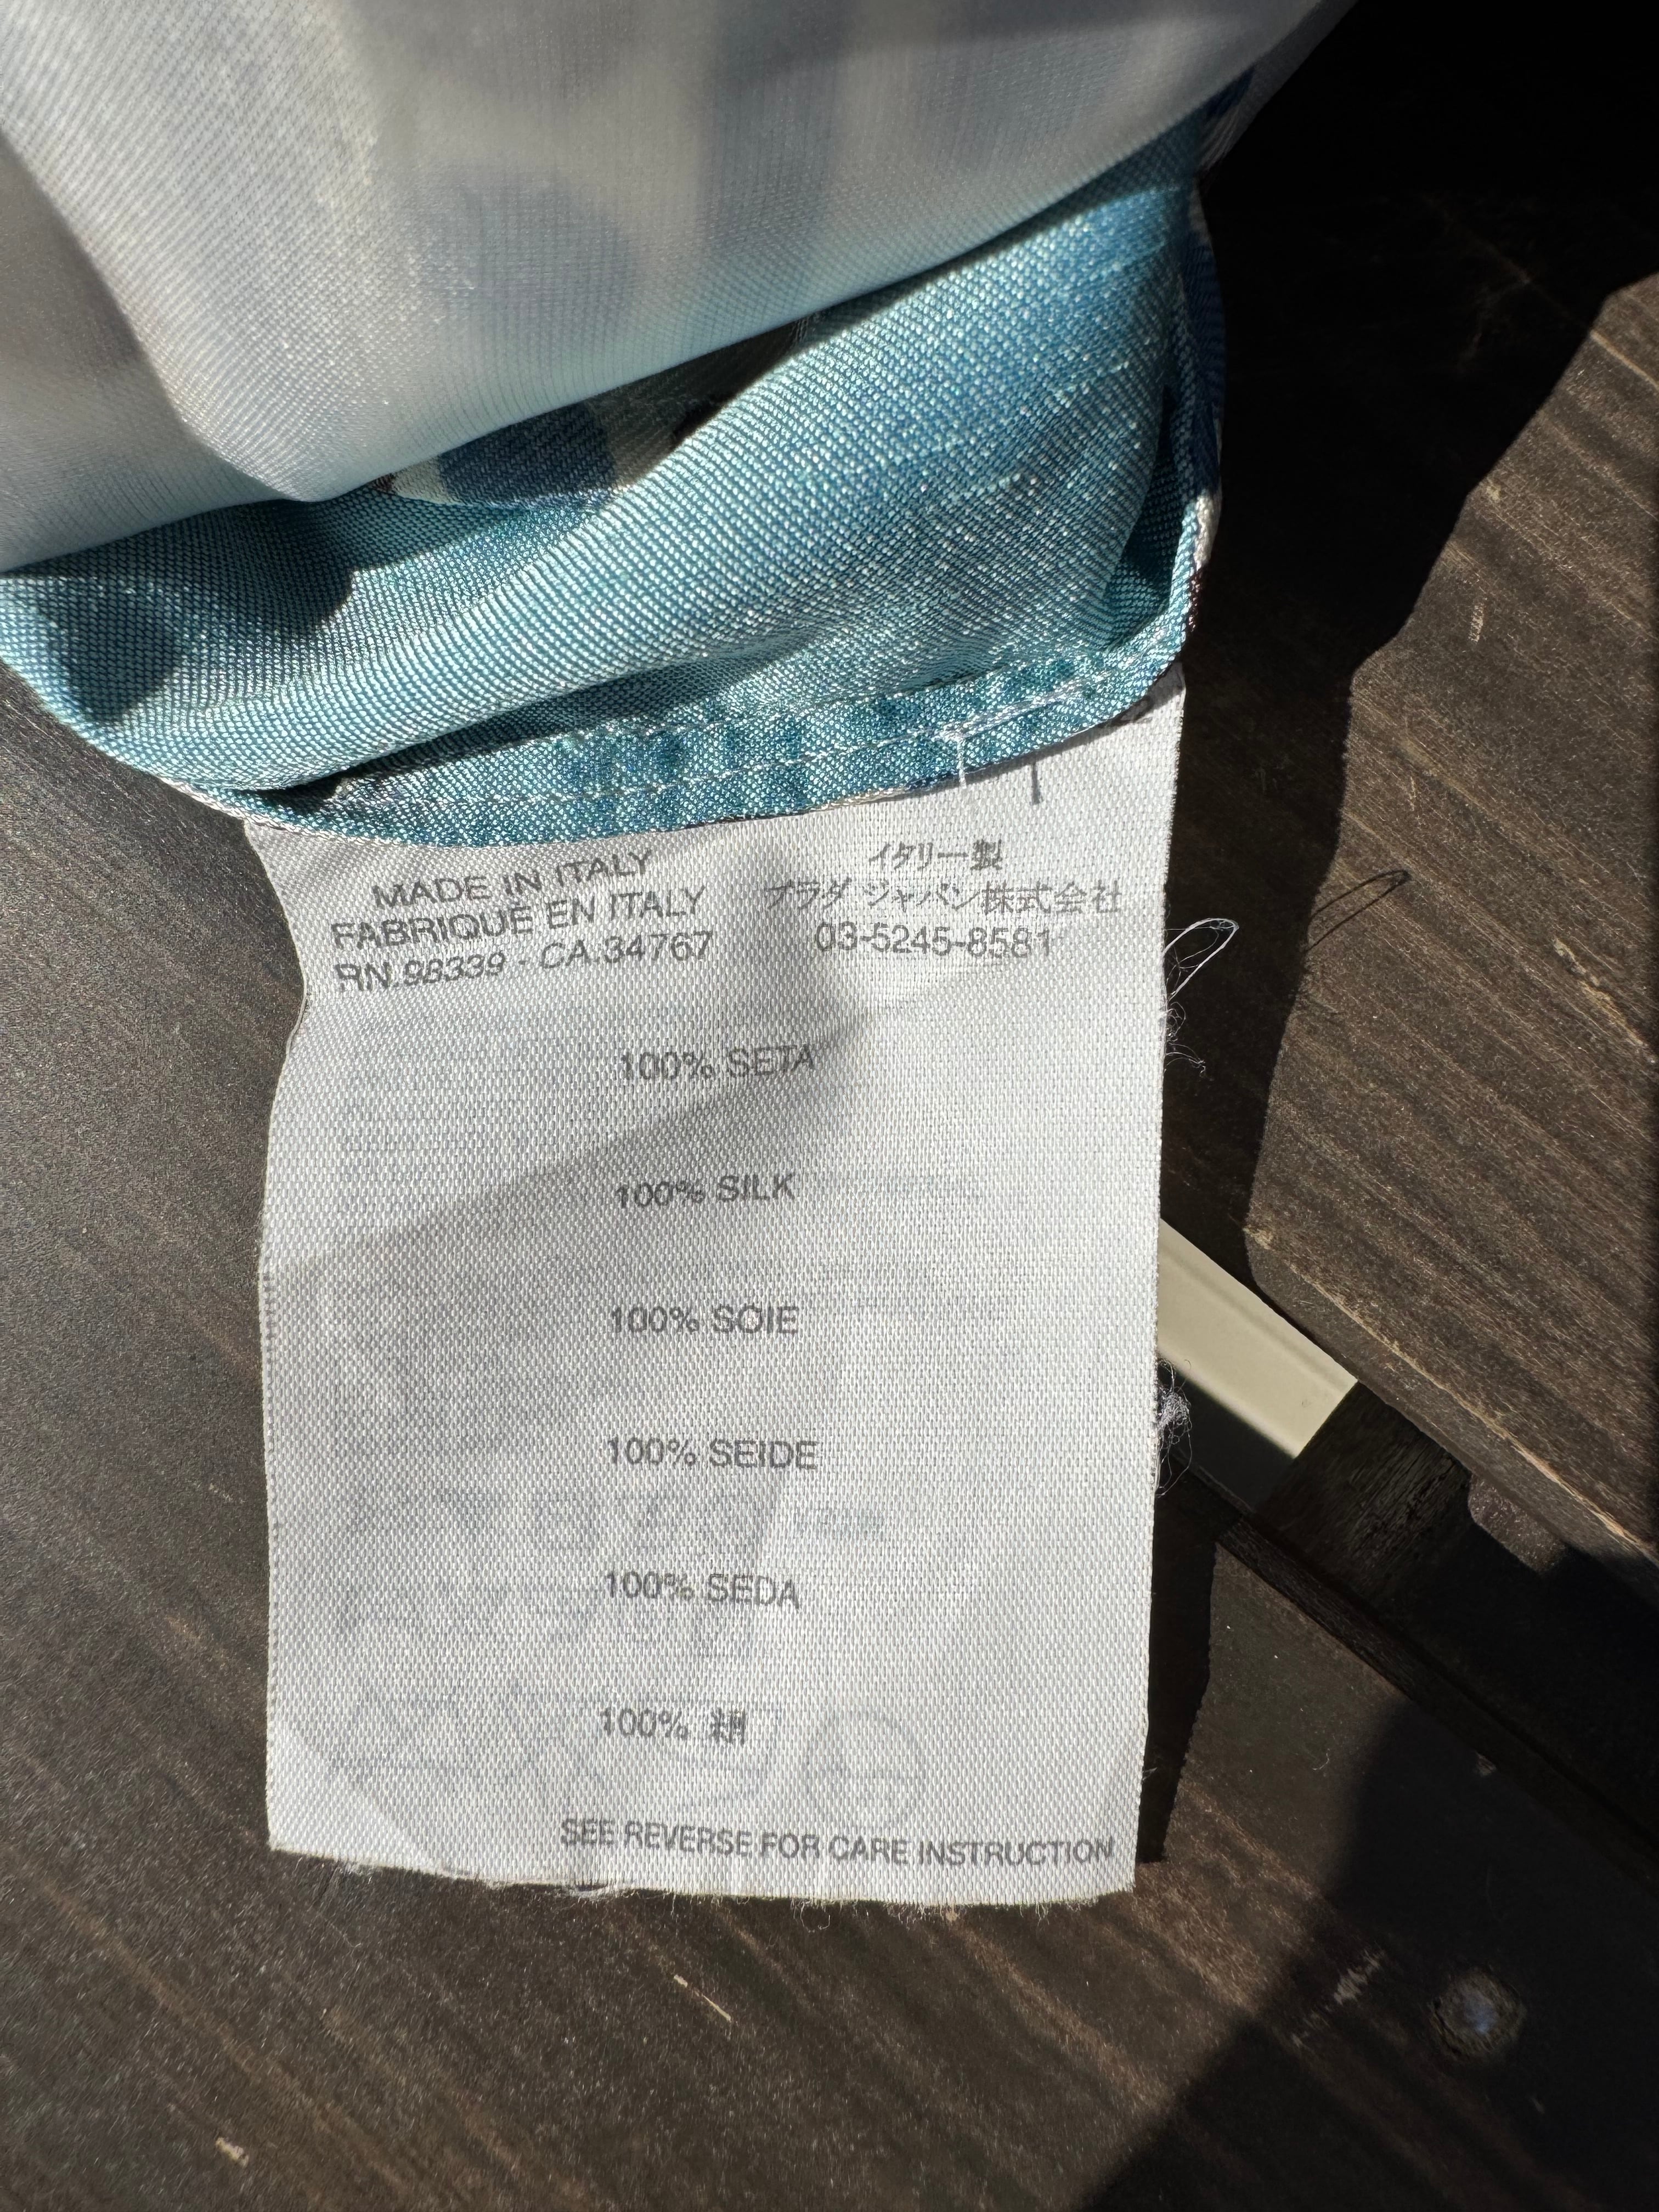 MADE IN ITALY
FABRIQUE EN ITALY
RN.98339 - CA.34767
イタリー製
プラダ ジャパン株式会社
03-5245-8581
100% SETA
100% SILK
100% SOIE
100% SEIDE
100% SEDA
100% 絹
SEE REVERSE FOR CARE INSTRUCTION